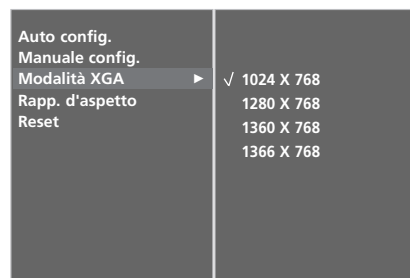 Auto config.
Manuale config.
Modalità XGA ►
Rapp. d'aspetto
Reset
√ 1024 X 768
1280 X 768
1360 X 768
1366 X 768